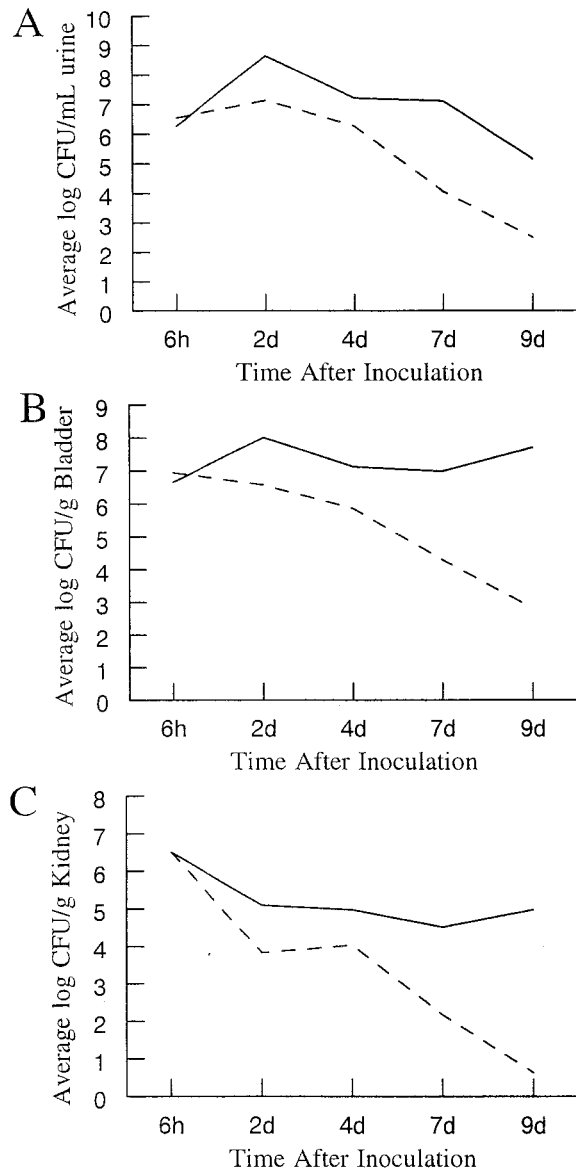 A
Average log CFU/mL urine
10
9
8
7
6
5
4
3
2
1
0
6h 2d 4d 7d 9d
Time After Inoculation
B
Average log CFU/g Bladder
9
8
7
6
5
4
3
2
1
0
6h 2d 4d 7d 9d
Time After Inoculation
C
Average log CFU/g Kidney
8
7
6
5
4
3
2
1
0
6h 2d 4d 7d 9d
Time After Inoculation